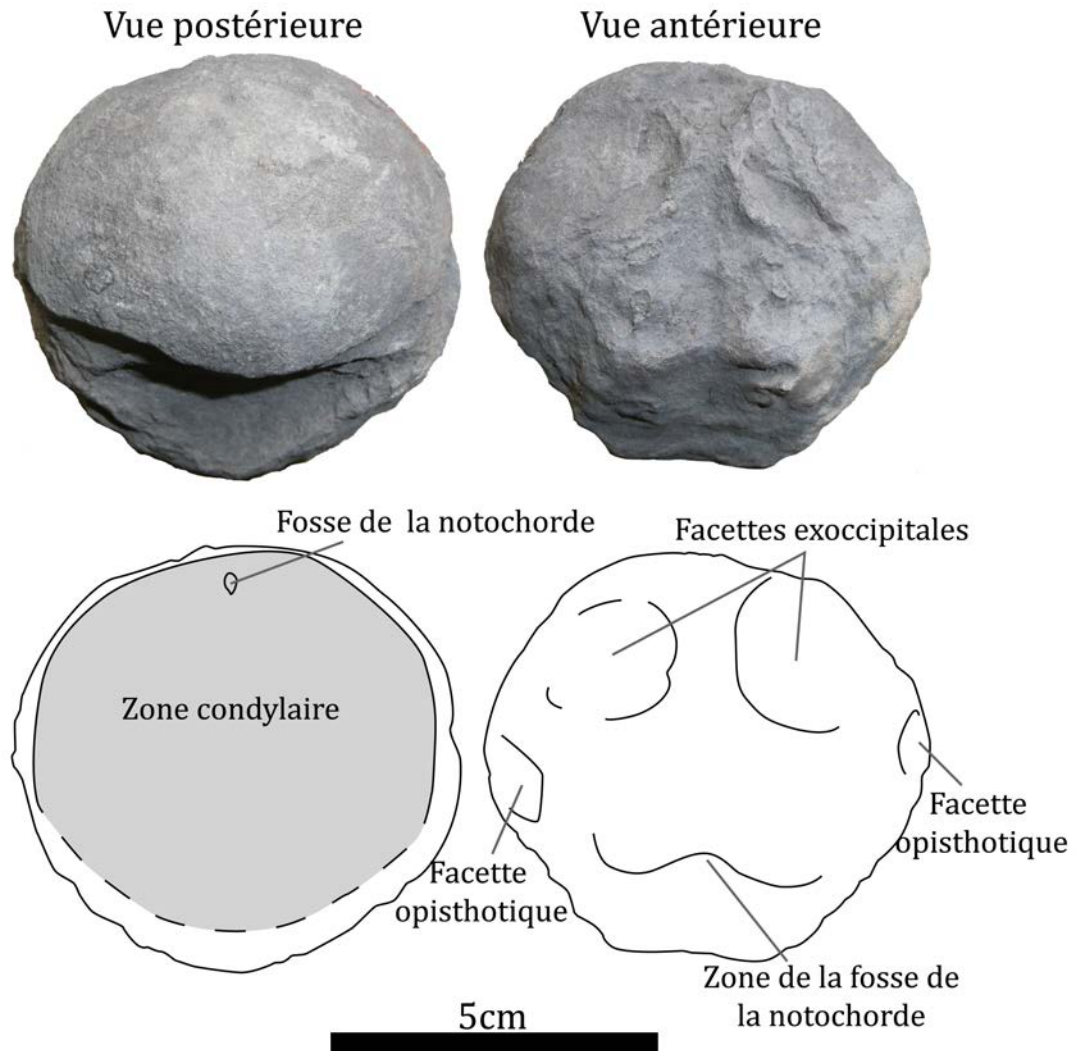 Vue postérieure
Vue antérieure
Fosse de la notochorde
Facettes exoccipitales
Zone condylaire
Facette
opisthotique
Facette
opisthotique
Zone de la fosse de
la notochorde
5cm